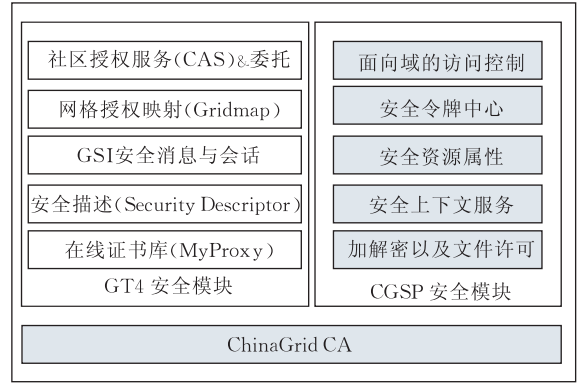 社区授权服务(CAS)&委托
网格授权映射(Gridmap)
GSI安全消息与会话
安全描述(Security Descriptor)
在线证书库(MyProxy)
GT4 安全模块
面向域的访问控制
安全令牌中心
安全资源属性
安全上下文服务
加解密以及文件许可
CGSP 安全模块
ChinaGrid CA